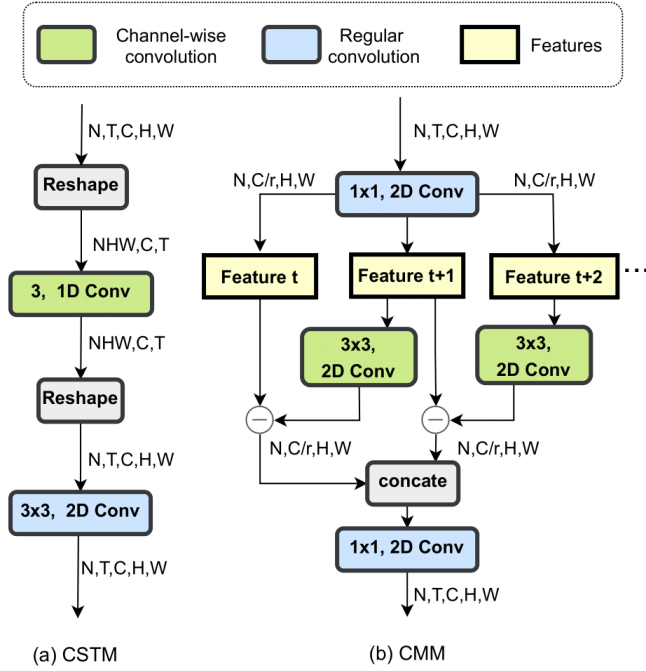 Channel-wise
convolution
Regular
convolution
Features
N,T,C,H,W
Reshape
NHW,C,T
3, 1D Conv
NHW,C,T
Reshape
N,T,C,H,W
3x3, 2D Conv
N,T,C,H,W
(a) CSTM
N,T,C,H,W
N,C/r,H,W
1x1, 2D Conv
N,C/r,H,W
Feature t
Feature t+1
Feature t+2
...
3x3,
2D Conv
3x3,
2D Conv
N,C/r,H,W
N,C/r,H,W
concate
1x1, 2D Conv
N,T,C,H,W
(b) CMM